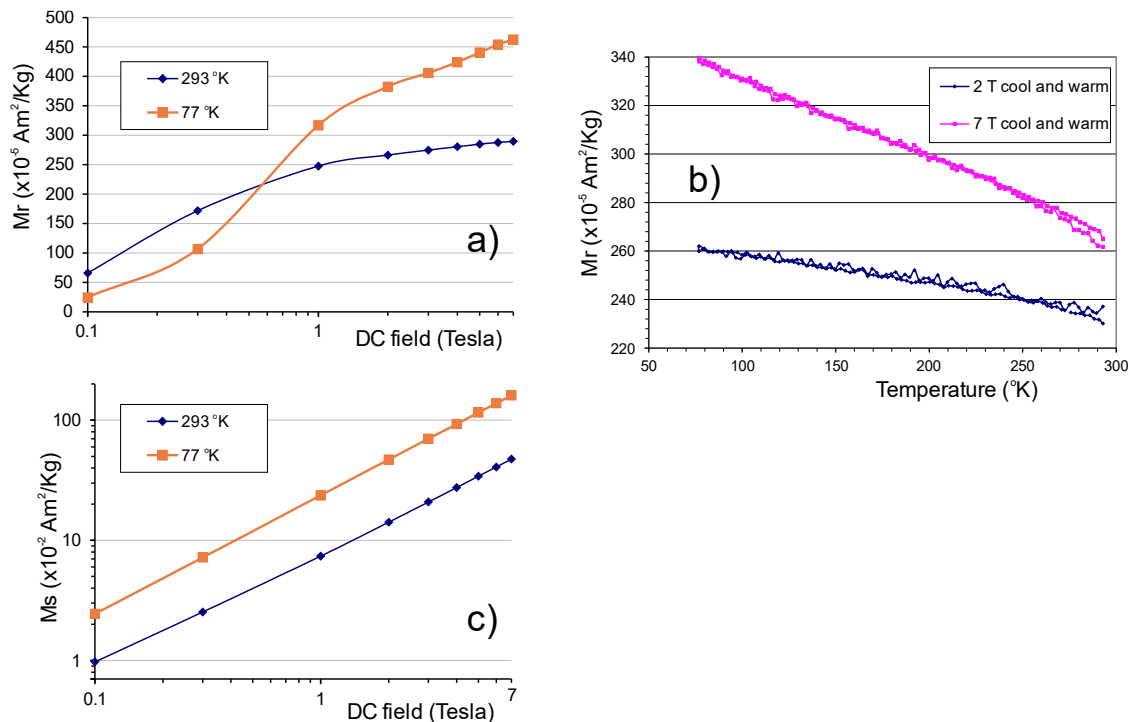 a)
500
450
400
350
300
250
200
150
100
50
0
Mr (x10⁻⁵ Am²/Kg)
293 °K
77 °K
0.1
1
DC field (Tesla)
b)
340
320
300
280
260
240
220
Mr (x10⁻⁵ Am²/Kg)
2 T cool and warm
7 T cool and warm
50
100
150
200
250
300
Temperature (°K)
c)
100
10
1
Ms (x10⁻² Am²/Kg)
293 °K
77 °K
0.1
1
7
DC field (Tesla)